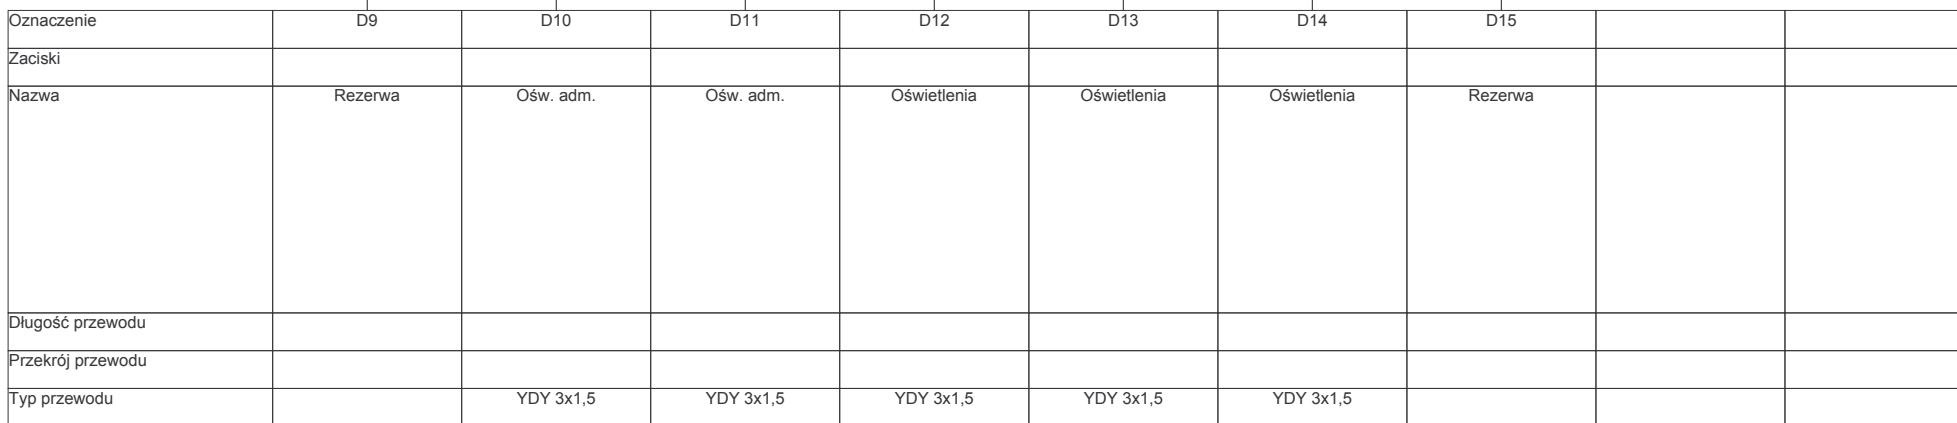 Oznaczenie D9 D10 D11 D12 D13 D14 D15
Zaciski
Nazwa Rezerwa Ośw. adm. Ośw. adm. Oświetlenia Oświetlenia Oświetlenia Rezerwa
Długość przewodu
Przekrój przewodu
Typ przewodu YDY 3x1,5 YDY 3x1,5 YDY 3x1,5 YDY 3x1,5 YDY 3x1,5